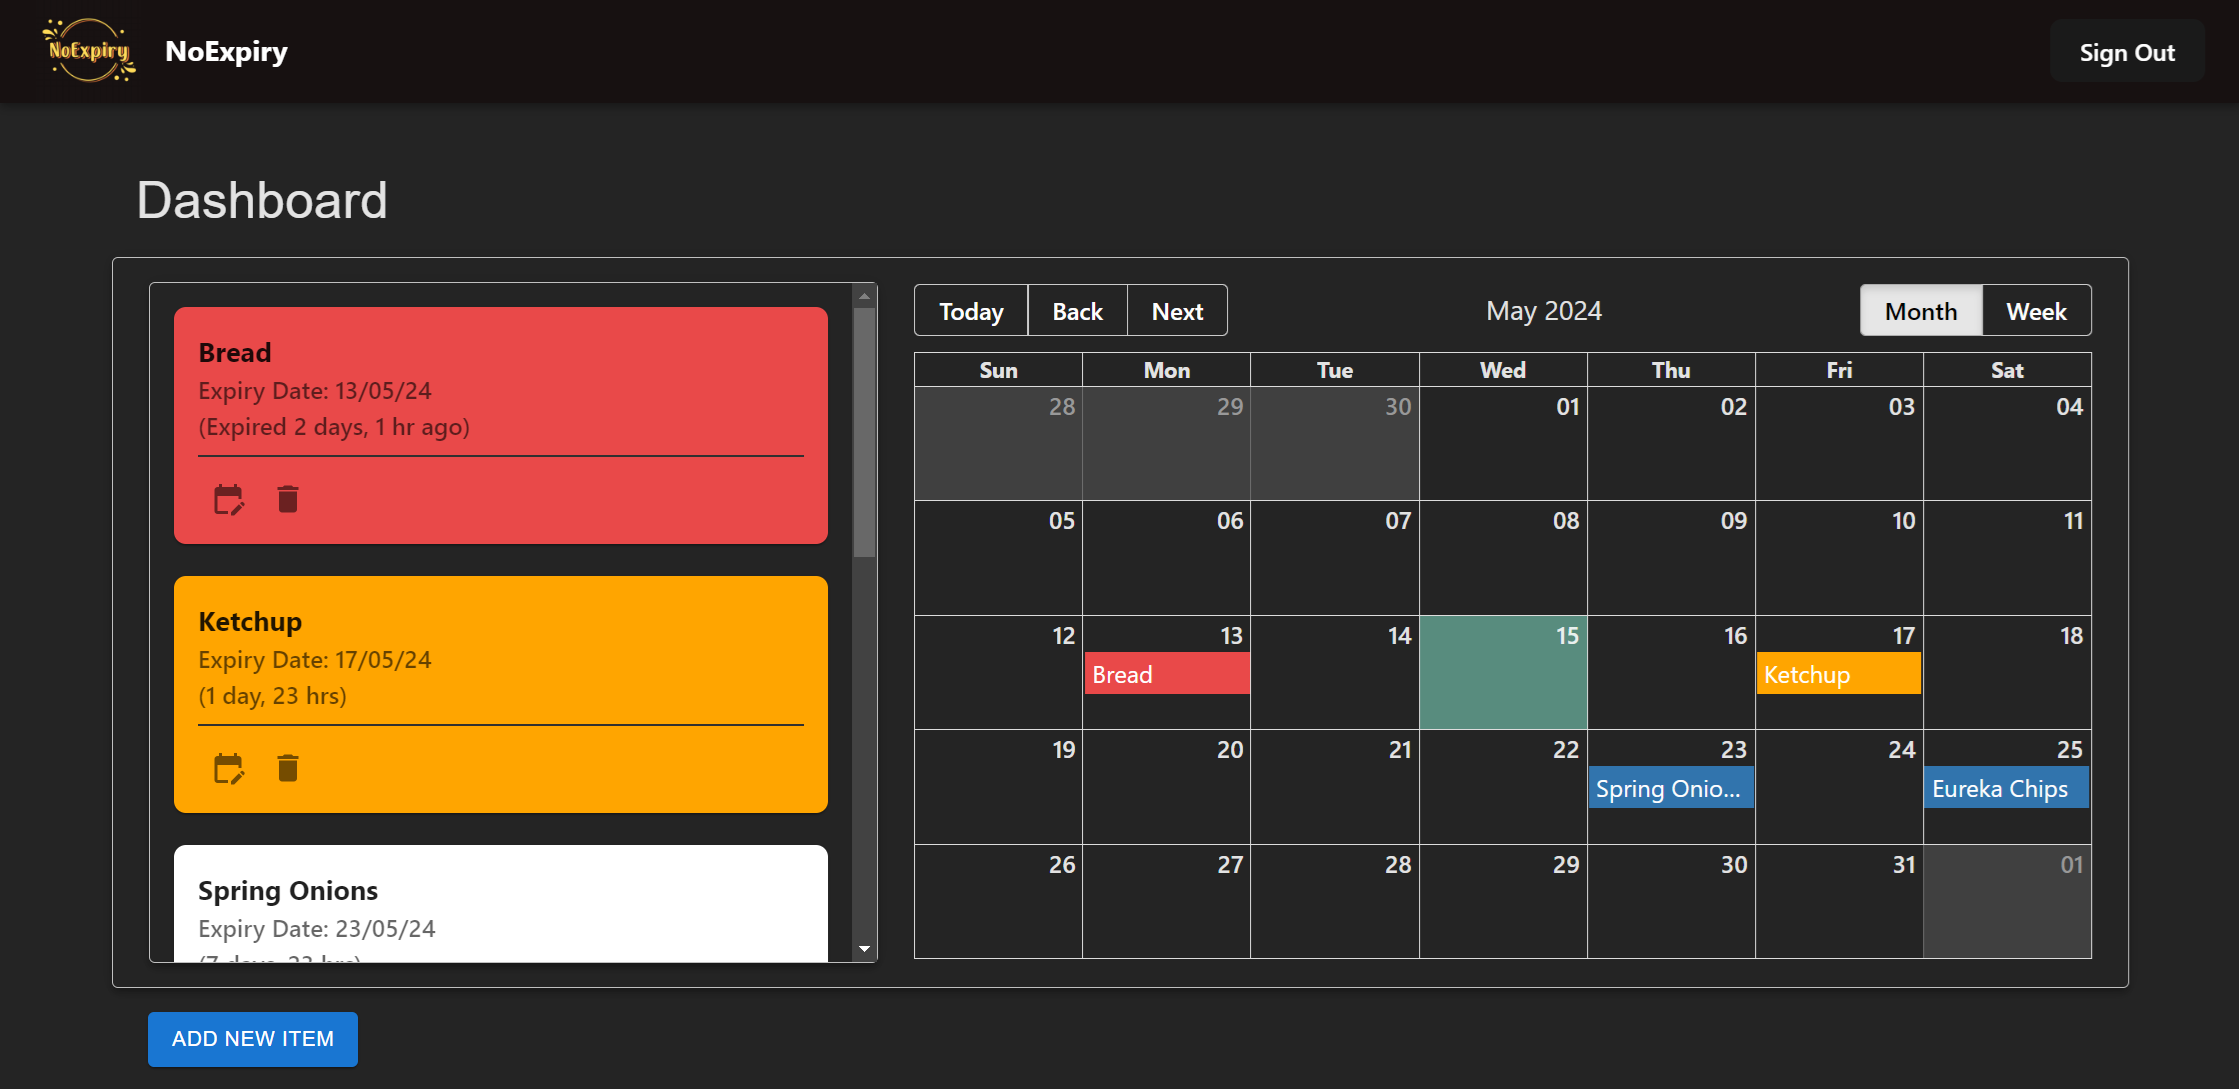 NoExpiry
NoExpiry
Sign Out
Dashboard
Bread
Expiry Date: 13/05/24
(Expired 2 days, 1 hr ago)
Ketchup
Expiry Date: 17/05/24
(1 day, 23 hrs)
Spring Onions
Expiry Date: 23/05/24
(7 days, 23 hrs)
Today Back Next
May 2024
Month Week
Sun Mon Tue Wed Thu Fri Sat
28 29 30 01 02 03 04
05 06 07 08 09 10 11
12 13 14 15 16 17 18
Bread Ketchup
19 20 21 22 23 24 25
Spring Onio... Eureka Chips
26 27 28 29 30 31 01
ADD NEW ITEM